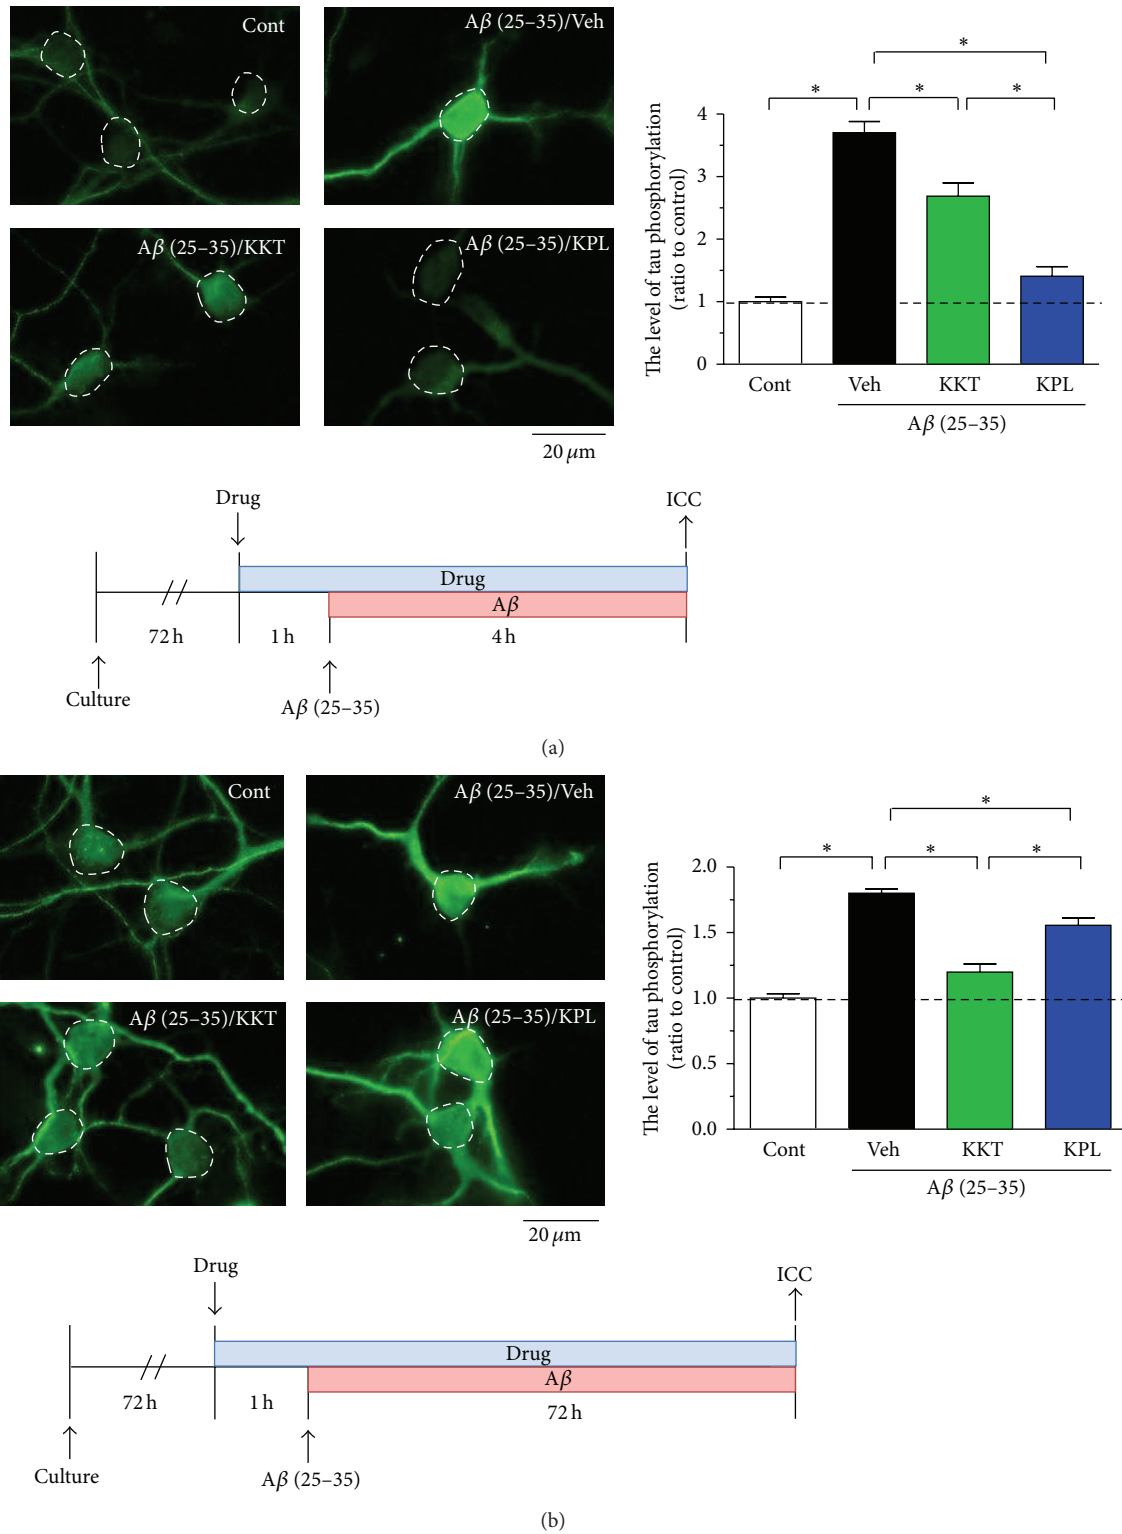 Cont
Aβ (25–35)/Veh
Aβ (25–35)/KKT
Aβ (25–35)/KPL
20 μm
The level of tau phosphorylation
(ratio to control)
4
3
2
1
0
*
* * *
Cont Veh KKT KPL
Aβ (25–35)
Drug
ICC
Drug
Aβ
72 h 1 h 4 h
Culture
Aβ (25–35)
(a)
Cont
Aβ (25–35)/Veh
Aβ (25–35)/KKT
Aβ (25–35)/KPL
20 μm
The level of tau phosphorylation
(ratio to control)
2.0
1.5
1.0
0.5
0.0
*
* * *
Cont Veh KKT KPL
Aβ (25–35)
Drug
ICC
Drug
Aβ
72 h 1 h 72 h
Culture
Aβ (25–35)
(b)